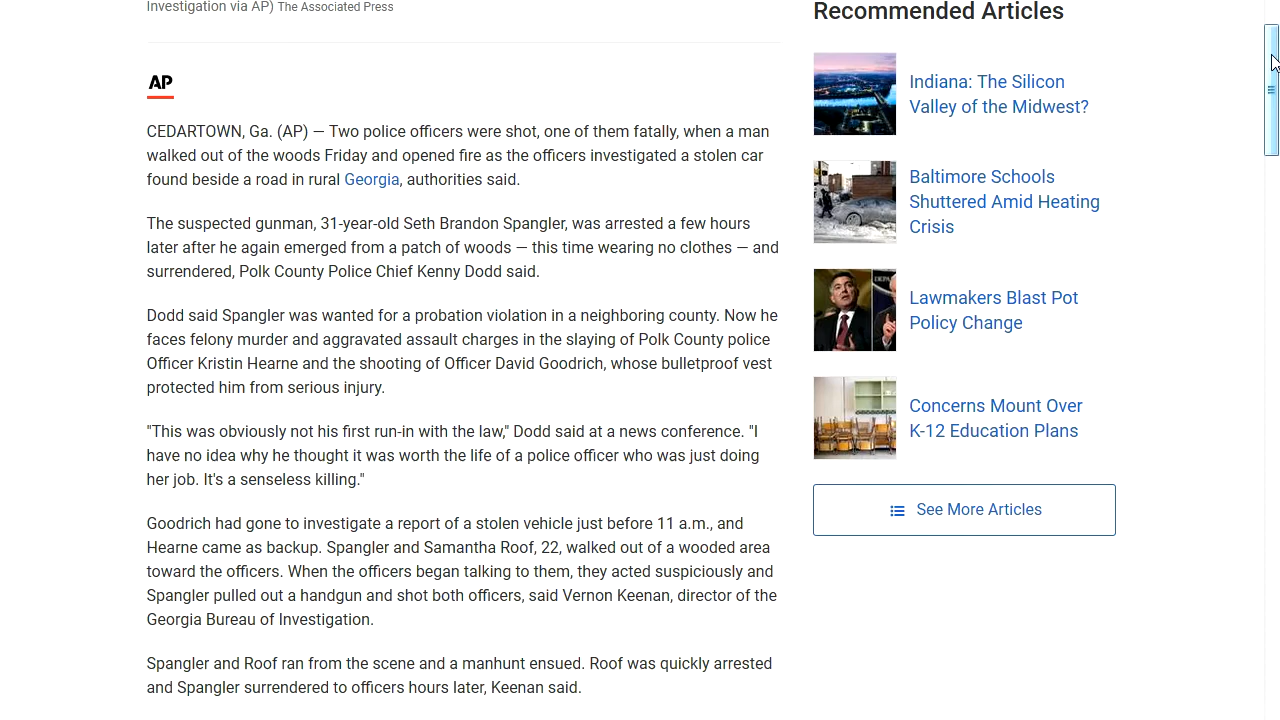 Investigation via AP) The Associated Press
AP
CEDARTOWN, Ga. (AP) — Two police officers were shot, one of them fatally, when a man
walked out of the woods Friday and opened fire as the officers investigated a stolen car
found beside a road in rural Georgia, authorities said.
The suspected gunman, 31-year-old Seth Brandon Spangler, was arrested a few hours
later after he again emerged from a patch of woods — this time wearing no clothes — and
surrendered, Polk County Police Chief Kenny Dodd said.
Dodd said Spangler was wanted for a probation violation in a neighboring county. Now he
faces felony murder and aggravated assault charges in the slaying of Polk County police
Officer Kristin Hearne and the shooting of Officer David Goodrich, whose bulletproof vest
protected him from serious injury.
"This was obviously not his first run-in with the law," Dodd said at a news conference. "I
have no idea why he thought it was worth the life of a police officer who was just doing
her job. It's a senseless killing."
Goodrich had gone to investigate a report of a stolen vehicle just before 11 a.m., and
Hearne came as backup. Spangler and Samantha Roof, 22, walked out of a wooded area
toward the officers. When the officers began talking to them, they acted suspiciously and
Spangler pulled out a handgun and shot both officers, said Vernon Keenan, director of the
Georgia Bureau of Investigation.
Spangler and Roof ran from the scene and a manhunt ensued. Roof was quickly arrested
and Spangler surrendered to officers hours later, Keenan said.
Recommended Articles
Indiana: The Silicon
Valley of the Midwest?
Baltimore Schools
Shuttered Amid Heating
Crisis
Lawmakers Blast Pot
Policy Change
Concerns Mount Over
K-12 Education Plans
See More Articles